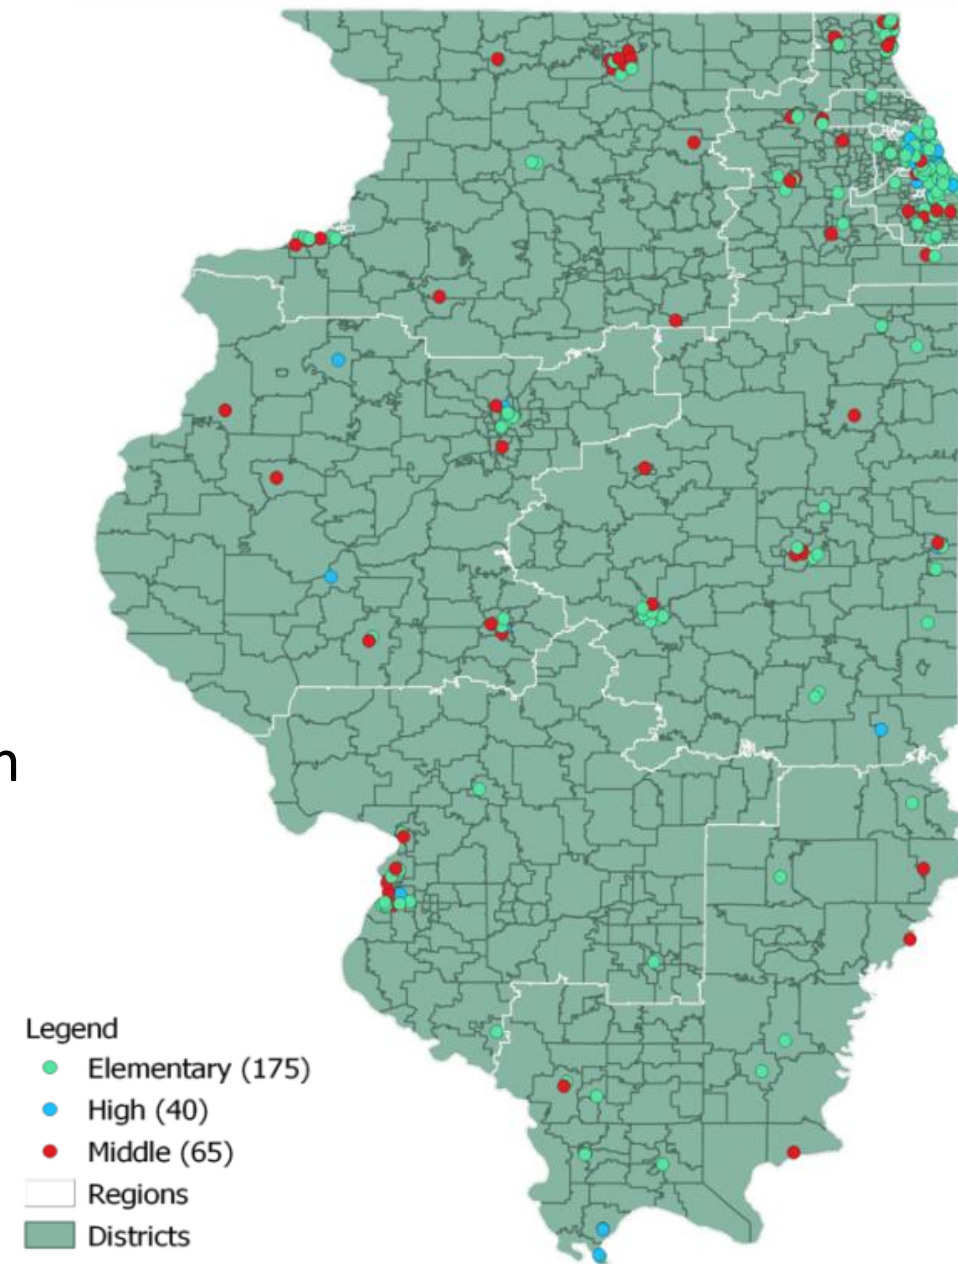 n
Legend
Elementary (175)
High (40)
Middle (65)
Regions
Districts